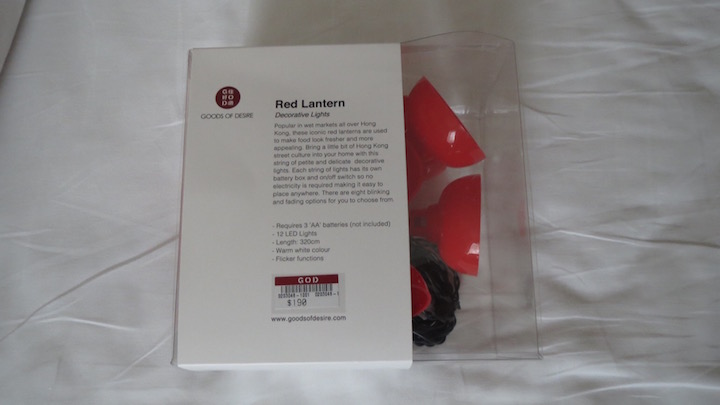 GOODS OF DESIRE
Red Lantern
Decorative Lights
Popular in wet markets all over Hong
Kong, these iconic red lanterns are used
to make food look fresher and more
appealing. Bring a little bit of Hong Kong
street culture into your home with this
string of petite and delicate decorative
lights. Each string of lights has its own
battery box and on/off switch so no
electricity is required making it easy to
place anywhere. There are eight blinking
and fading options for you to choose from.
- Requires 3 'AA' batteries (not included)
- 12 LED Lights
- Length: 320cm
- Warm white colour
- Flicker functions
GOD
$190
www.goodsofdesire.com